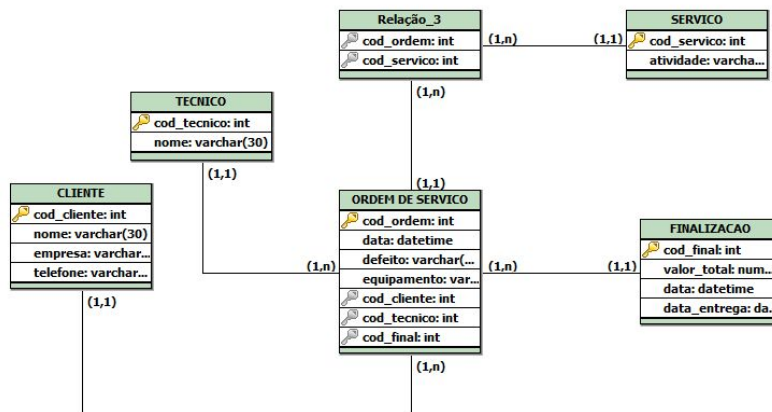 Relação_3
cod_ordem: int
cod_servico: int
(1,n)
(1,1)
SERVICO
cod_servico: int
atividade: varcha...
(1,n)
TECNICO
cod_tecnico: int
nome: varchar(30)
(1,1)
CLIENTE
cod_cliente: int
nome: varchar(30)
empresa: varchar...
telefone: varchar...
(1,1)
(1,1)
ORDEM DE SERVICO
cod_ordem: int
data: datetime
defeito: varchar(...
equipamento: var...
cod_cliente: int
cod_tecnico: int
cod_final: int
(1,n)
(1,n)
(1,1)
FINALIZACAO
cod_final: int
valor_total: num...
data: datetime
data_entrega: da...
(1,n)